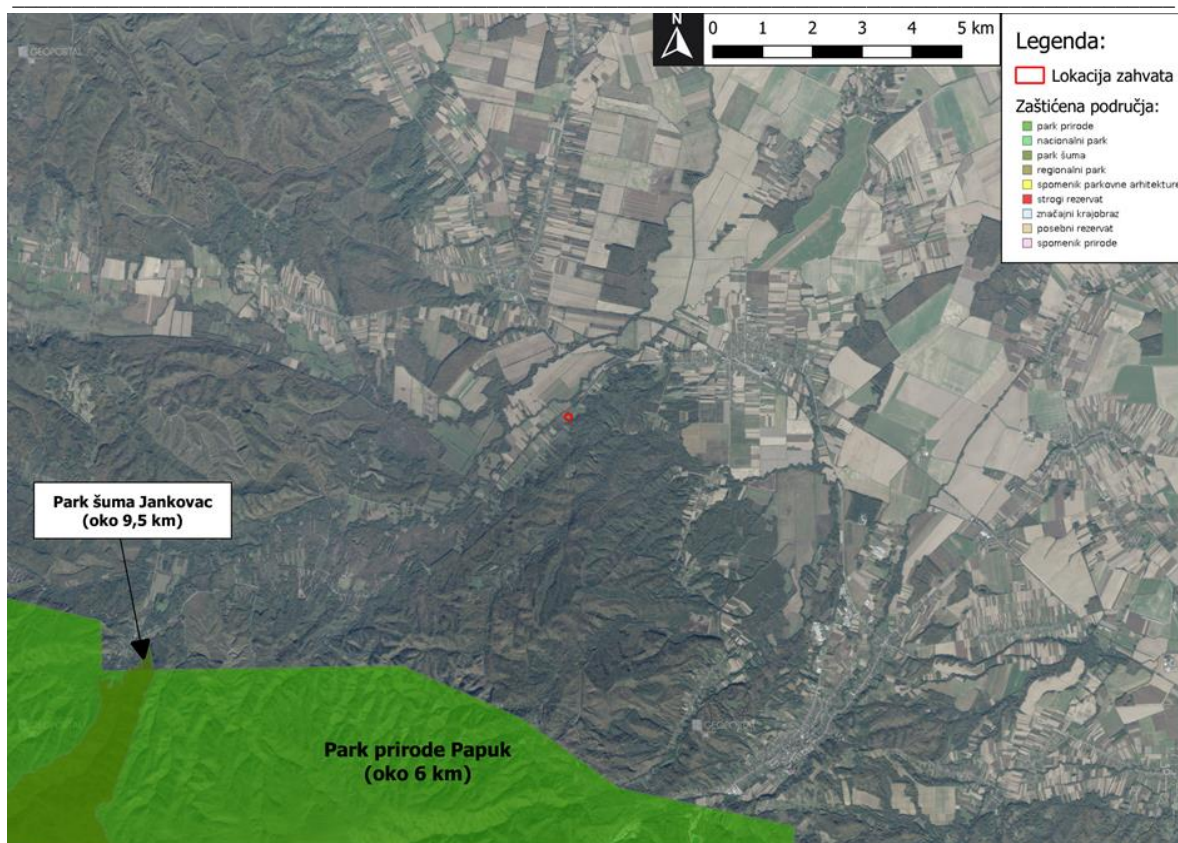 GEOPORTAL
N
0 1 2 3 4 5 km
Legenda:
Lokacija zahvata
Zaštićena područja:
park prirode
nacionalni park
park šuma
regionalni park
spomenik parkovne arhitekture
strogi rezervat
značajni krajobraz
posebni rezervat
spomenik prirode
Park šuma Jankovac
(oko 9,5 km)
Park prirode Papuk
(oko 6 km)
GEOPORTAL